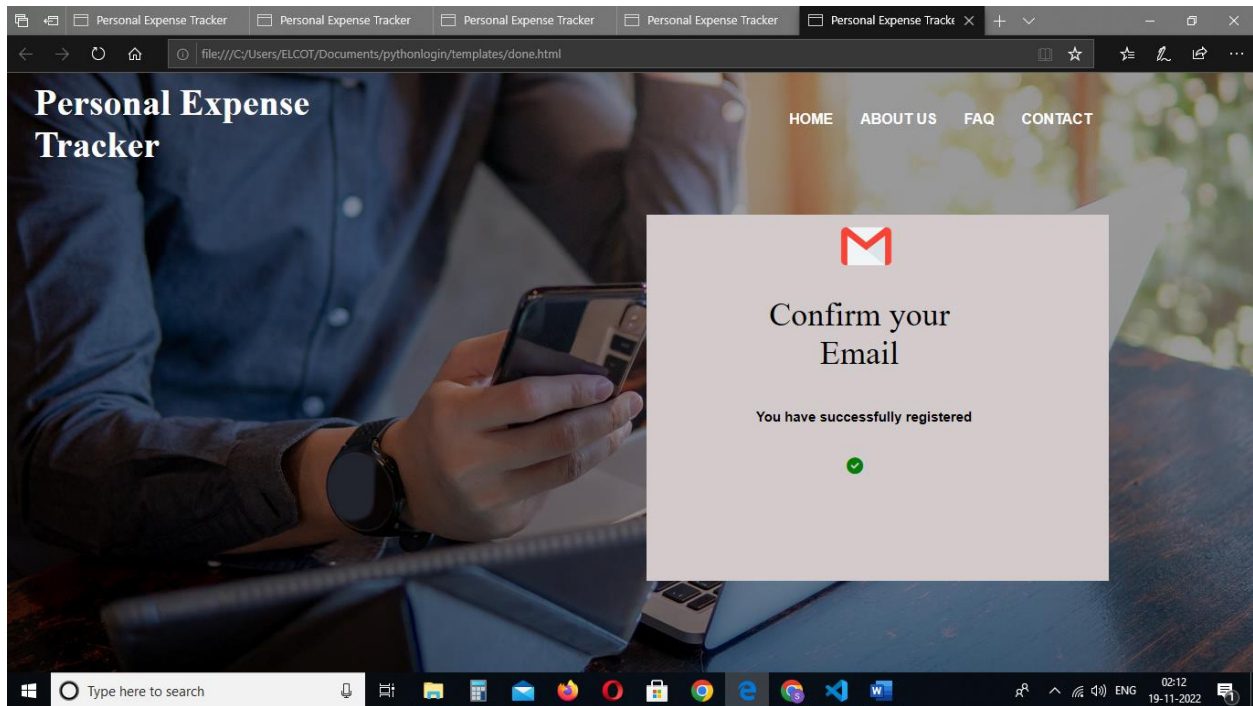 Personal Expense Tracker
Personal Expense Tracker
Personal Expense Tracker
Personal Expense Tracker
Personal Expense Tracke
file:///C:/Users/ELCOT/Documents/pythonlogin/templates/done.html
Personal Expense
Tracker
HOME ABOUT US FAQ CONTACT
Confirm your
Email
You have successfully registered
Type here to search
ENG
02:12
19-11-2022